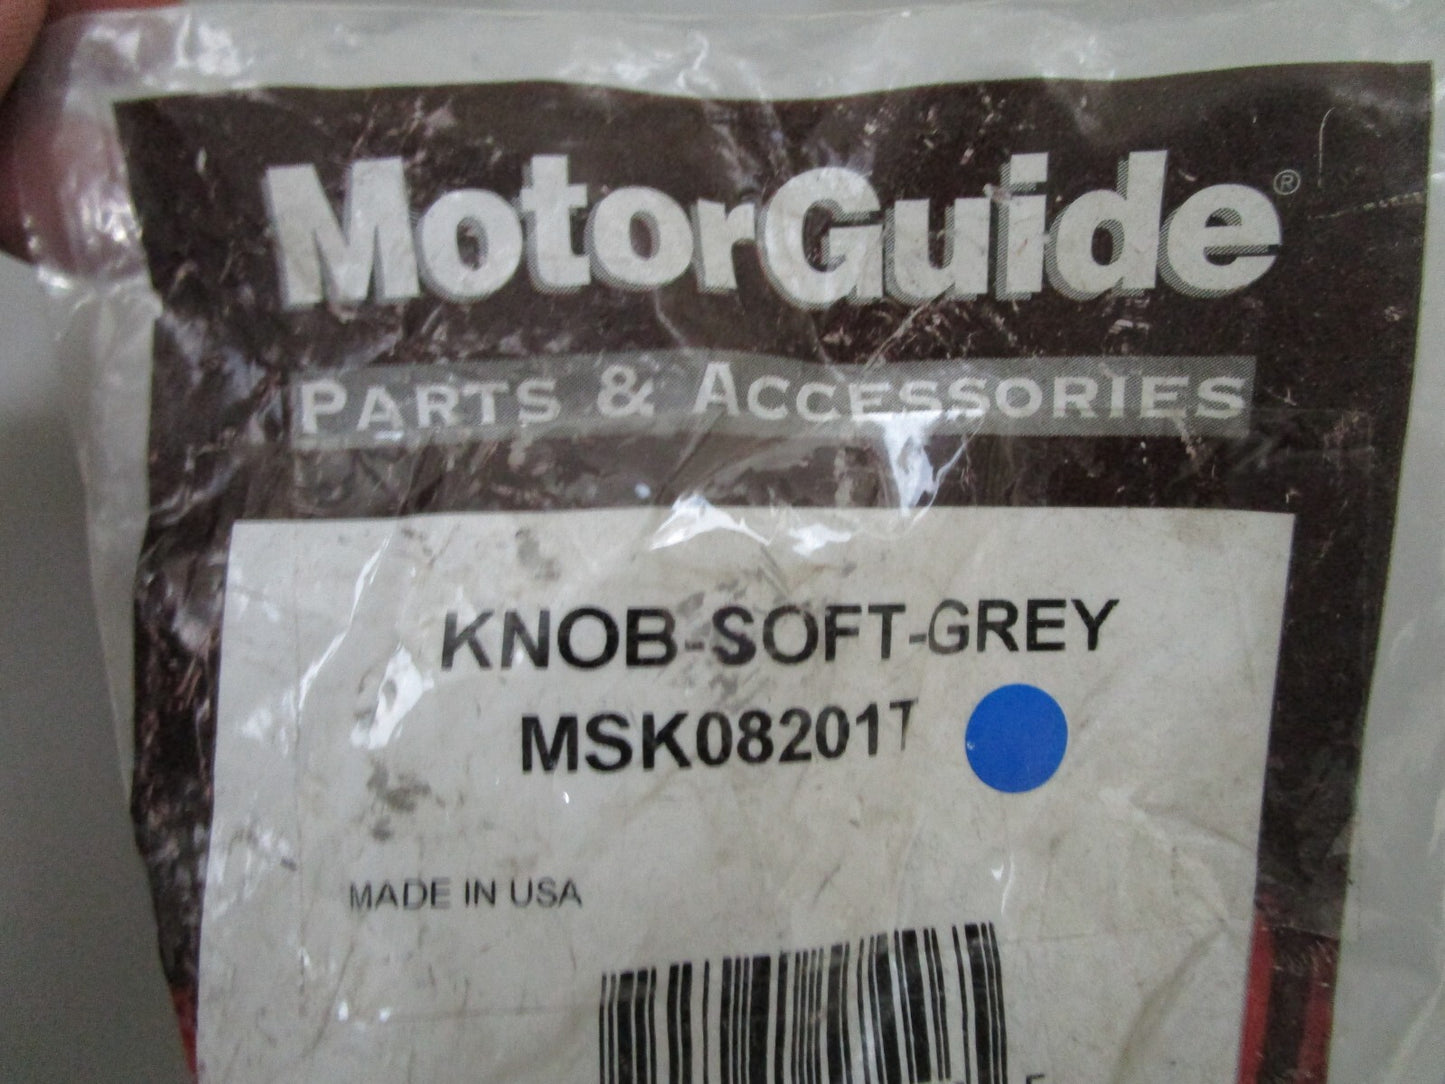 MotorGuide®
PARTS & ACCESSORIES
KNOB-SOFT-GREY
MSK08201T
MADE IN USA